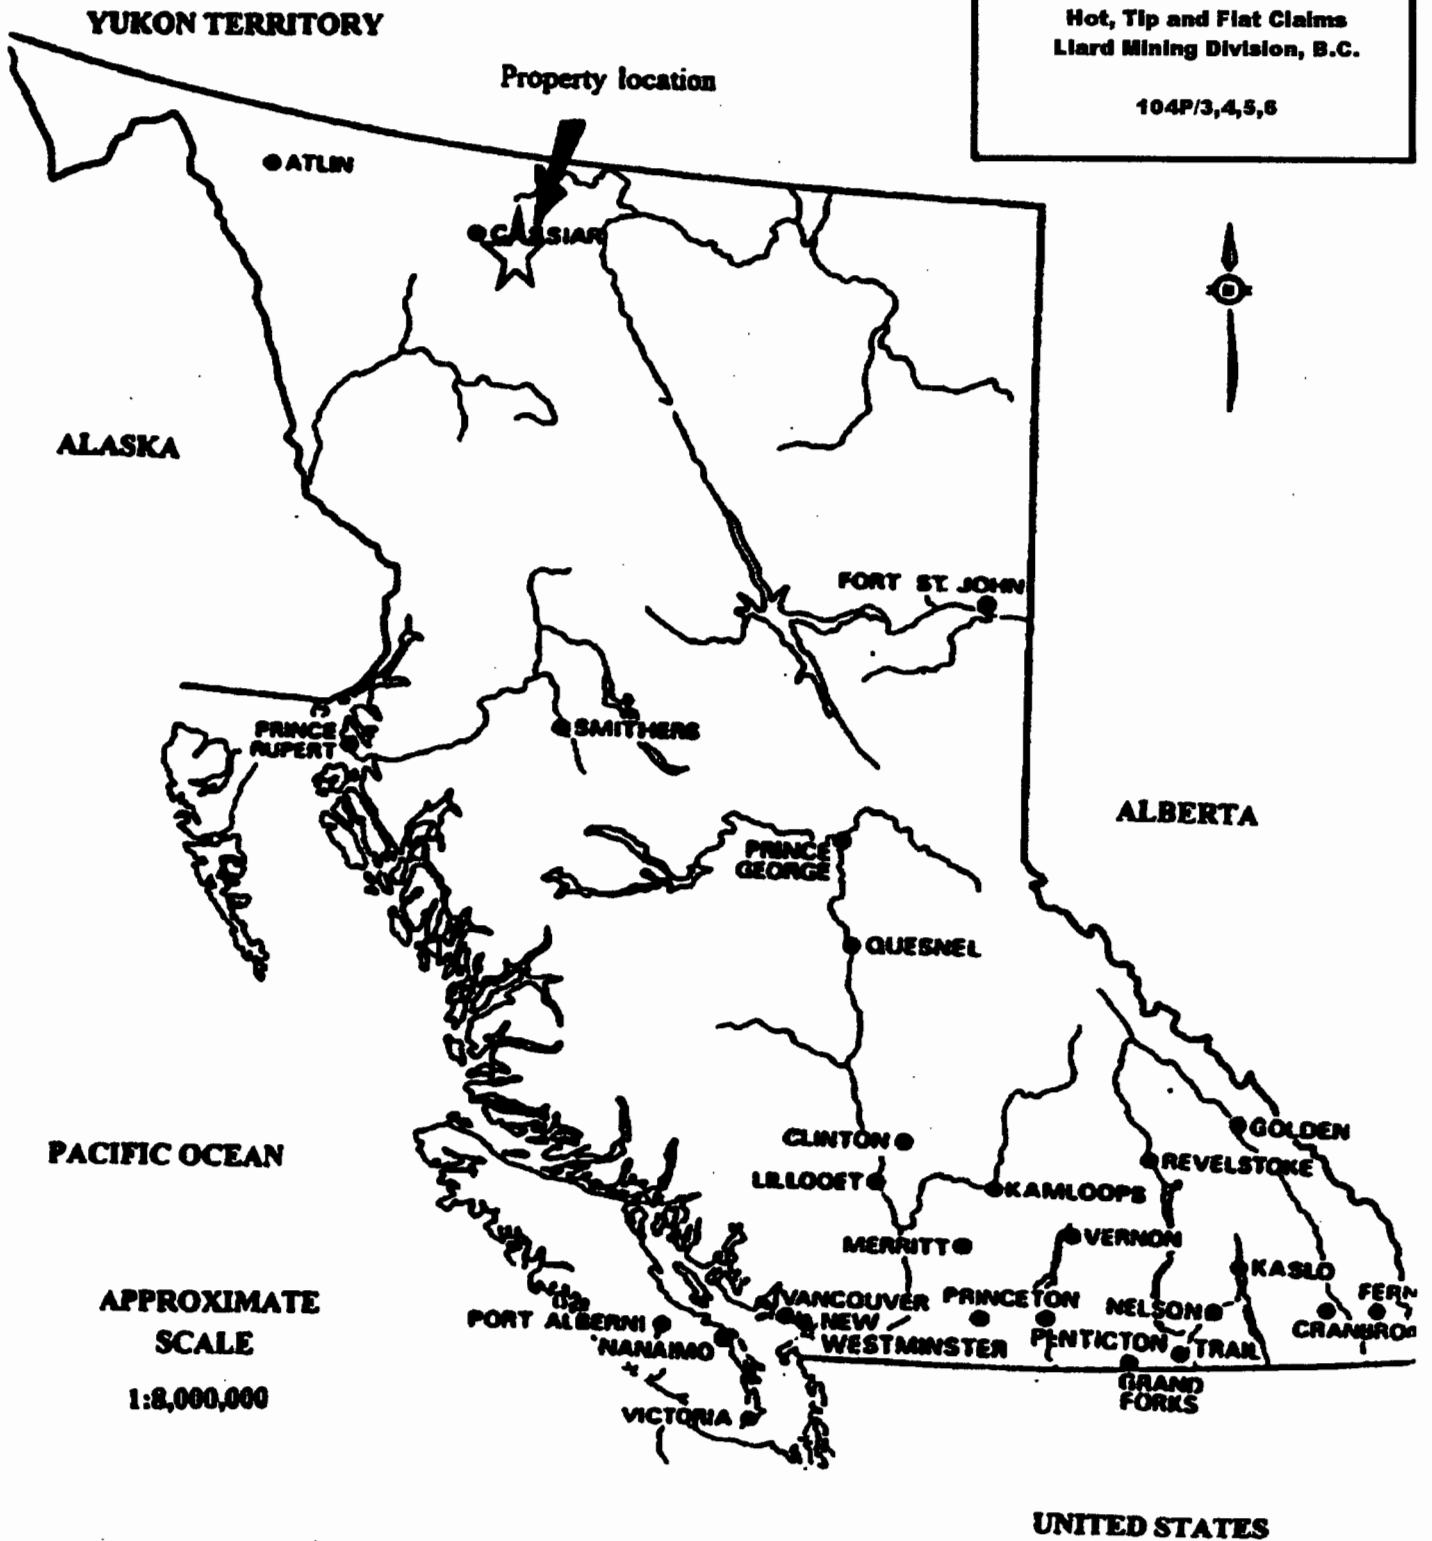 YUKON TERRITORY
Hot, Tip and Flat Claims
Liard Mining Division, B.C.
104P/3,4,5,6
Property location
ATLIN
CASSIAR
ALASKA
FORT ST. JOHN
PRINCE
RUPERT
SMITHERS
ALBERTA
PRINCE
GEORGE
QUESNEL
PACIFIC OCEAN
CLINTON
GOLDEN
LILLOOET
REVELSTOKE
KAMLOOPS
MERRITT
VERNON
KASLO
APPROXIMATE
SCALE
1:8,000,000
PORT ALBERNI
NANAIMO
VANCOUVER
NEW
WESTMINSTER
PRINCETON
PENTICTON
NELSON
TRAIL
FERN
CRANBRO
GRAND
FORKS
VICTORIA
UNITED STATES